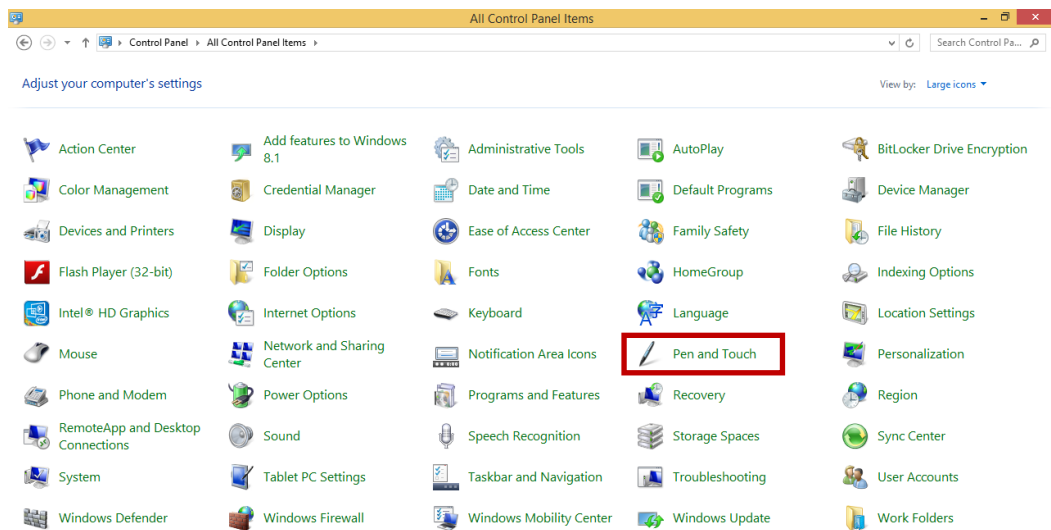 All Control Panel Items
Control Panel All Control Panel Items
Search Control Pa...
Adjust your computer's settings
View by: Large icons
Action Center
Add features to Windows
8.1
Administrative Tools
AutoPlay
BitLocker Drive Encryption
Color Management
Credential Manager
Date and Time
Default Programs
Device Manager
Devices and Printers
Display
Ease of Access Center
Family Safety
File History
Flash Player (32-bit)
Folder Options
Fonts
HomeGroup
Indexing Options
Intel® HD Graphics
Internet Options
Keyboard
Language
Location Settings
Mouse
Network and Sharing
Center
Notification Area Icons
Pen and Touch
Personalization
Phone and Modem
Power Options
Programs and Features
Recovery
Region
RemoteApp and Desktop
Connections
Sound
Speech Recognition
Storage Spaces
Sync Center
System
Tablet PC Settings
Taskbar and Navigation
Troubleshooting
User Accounts
Windows Defender
Windows Firewall
Windows Mobility Center
Windows Update
Work Folders